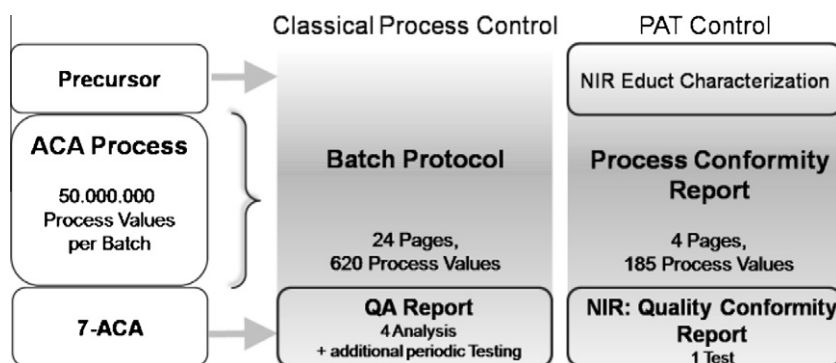 Classical Process Control
PAT Control
Precursor
NIR Educt Characterization
ACA Process
50.000.000
Process Values
per Batch
Batch Protocol
24 Pages,
620 Process Values
Process Conformity
Report
4 Pages,
185 Process Values
7-ACA
QA Report
4 Analysis
+ additional periodic Testing
NIR: Quality Conformity
Report
1 Test